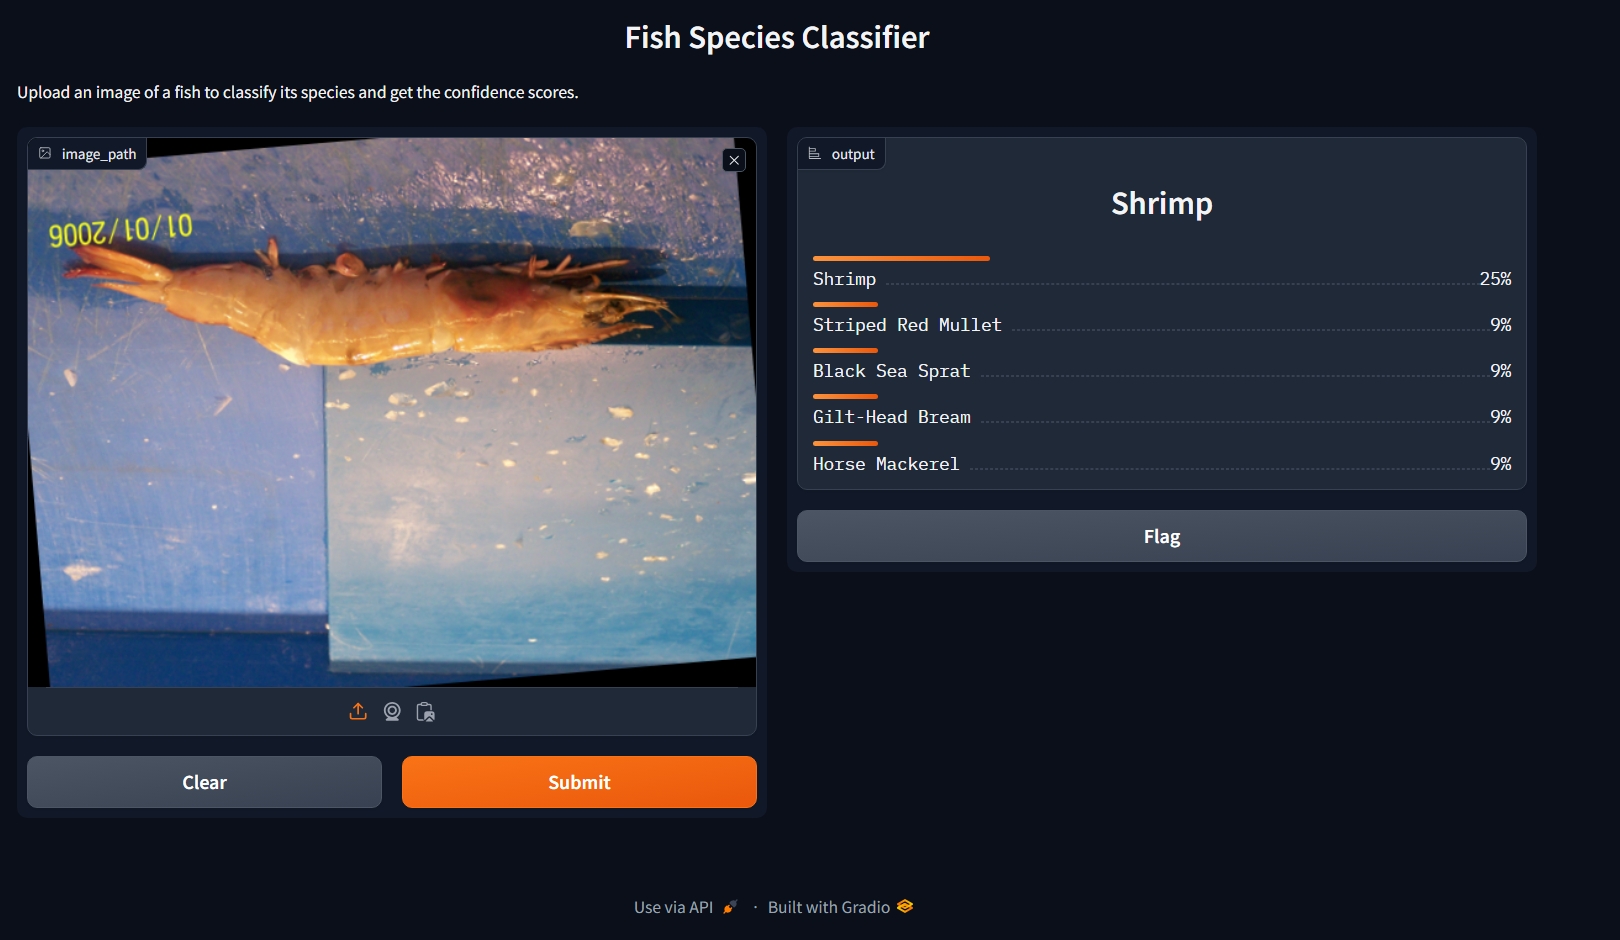 Fish Species Classifier
Upload an image of a fish to classify its species and get the confidence scores.
image_path
01/01/2006
Clear
Submit
output
Shrimp
Shrimp 25%
Striped Red Mullet 9%
Black Sea Sprat 9%
Gilt-Head Bream 9%
Horse Mackerel 9%
Flag
Use via API · Built with Gradio